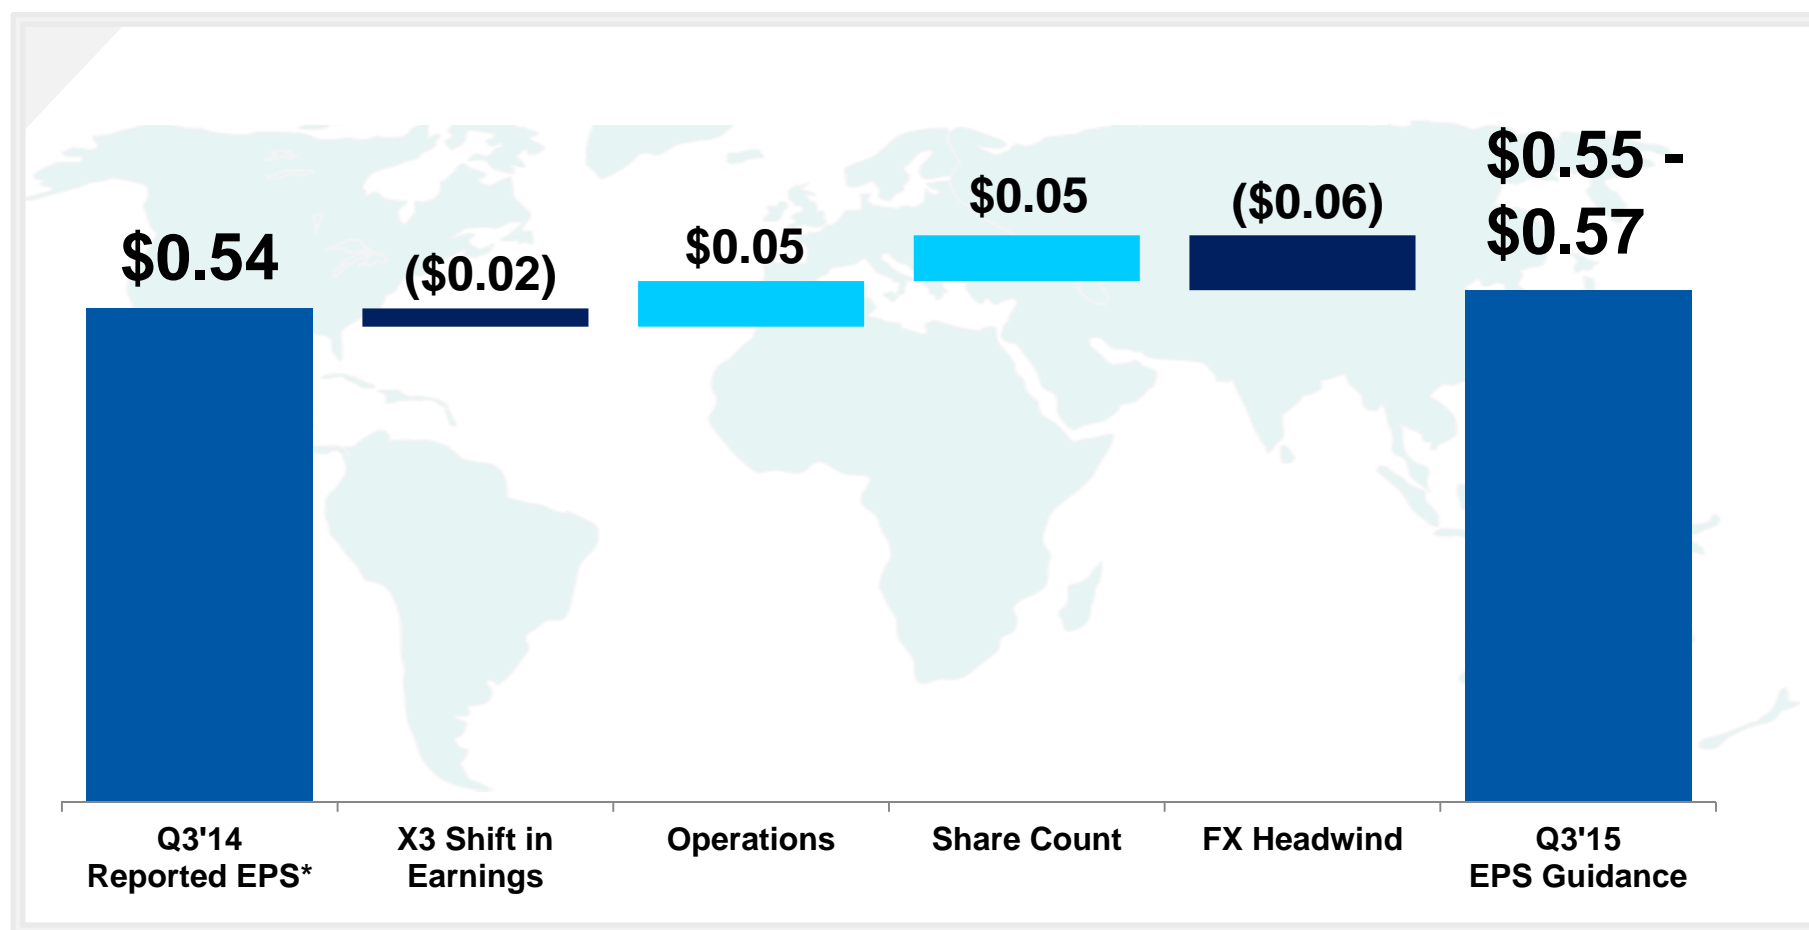 $0.54
($0.02)
$0.05
$0.05
($0.06)
$0.55 -
$0.57
Q3'14
Reported EPS*
X3 Shift in
Earnings
Operations
Share Count
FX Headwind
Q3'15
EPS Guidance